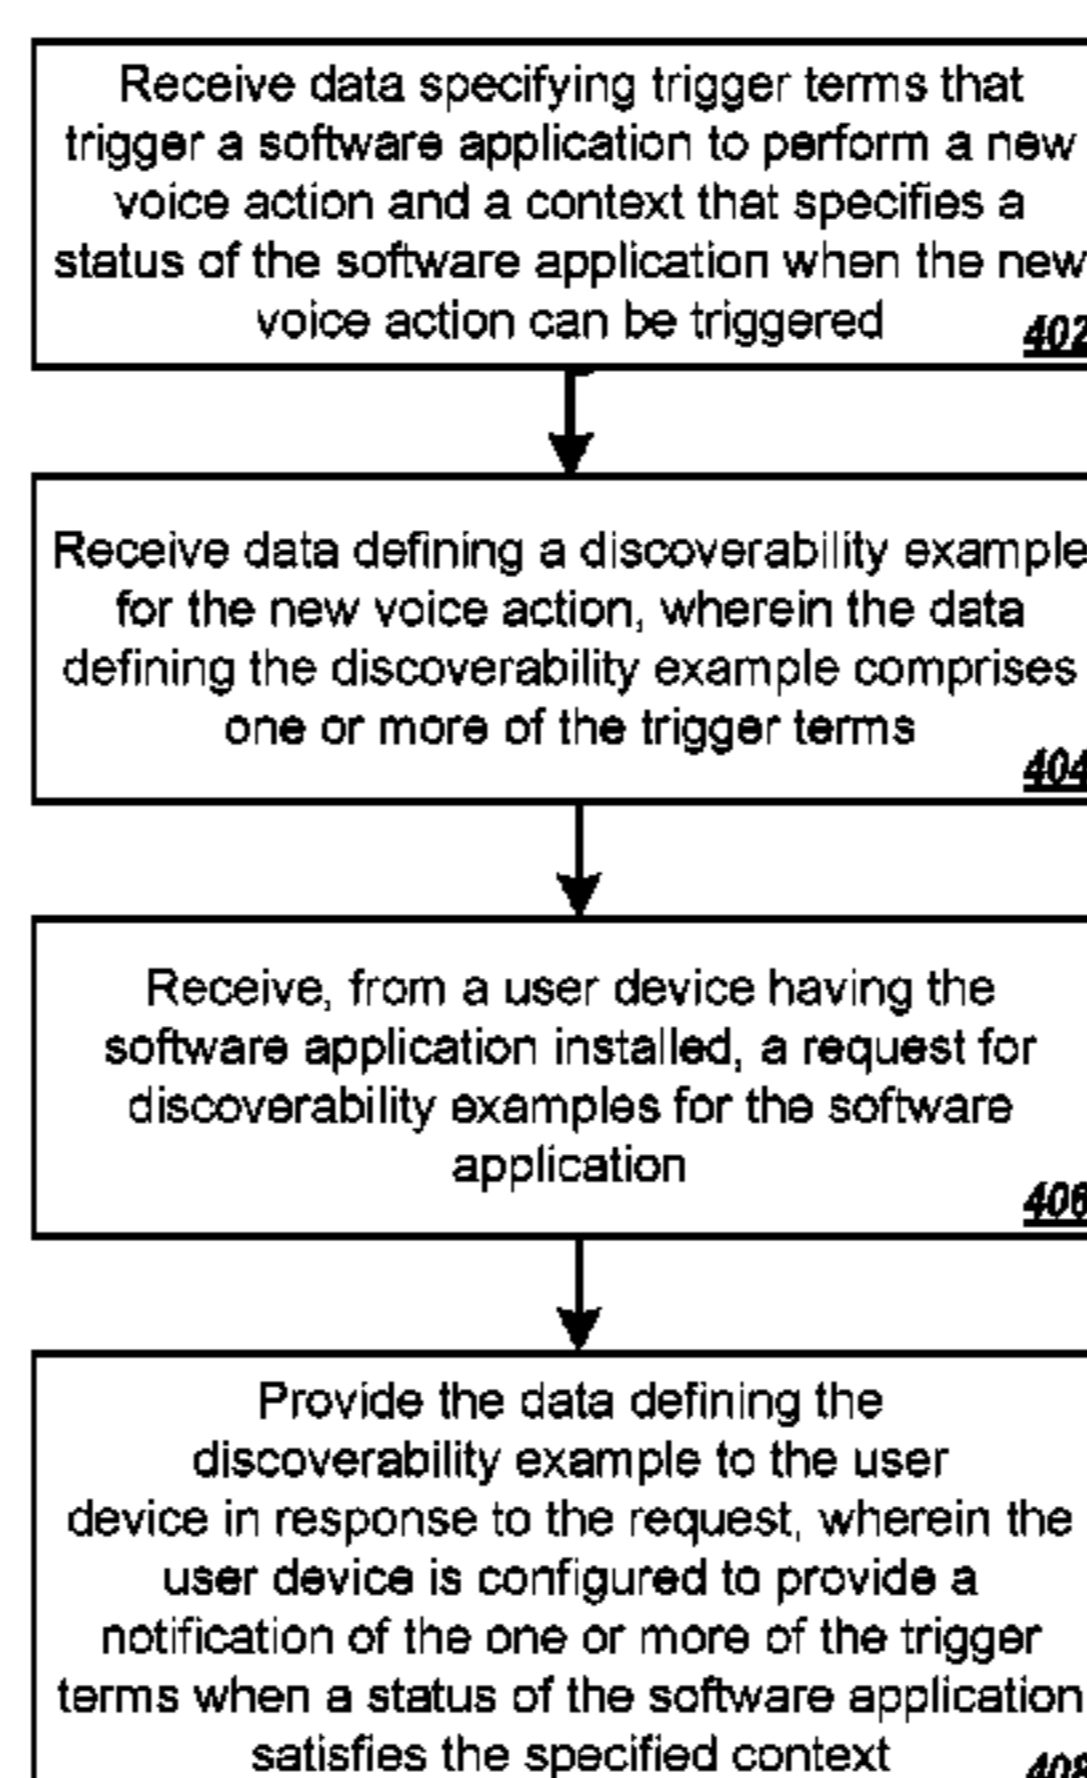 Receive data specifying trigger terms that
trigger a software application to perform a new
voice action and a context that specifies a
status of the software application when the new
voice action can be triggered
402
Receive data defining a discoverability example
for the new voice action, wherein the data
defining the discoverability example comprises
one or more of the trigger terms
404
Receive, from a user device having the
software application installed, a request for
discoverability examples for the software
application
406
Provide the data defining the
discoverability example to the user
device in response to the request, wherein the
user device is configured to provide a
notification of the one or more of the trigger
terms when a status of the software application
satisfies the specified context
408